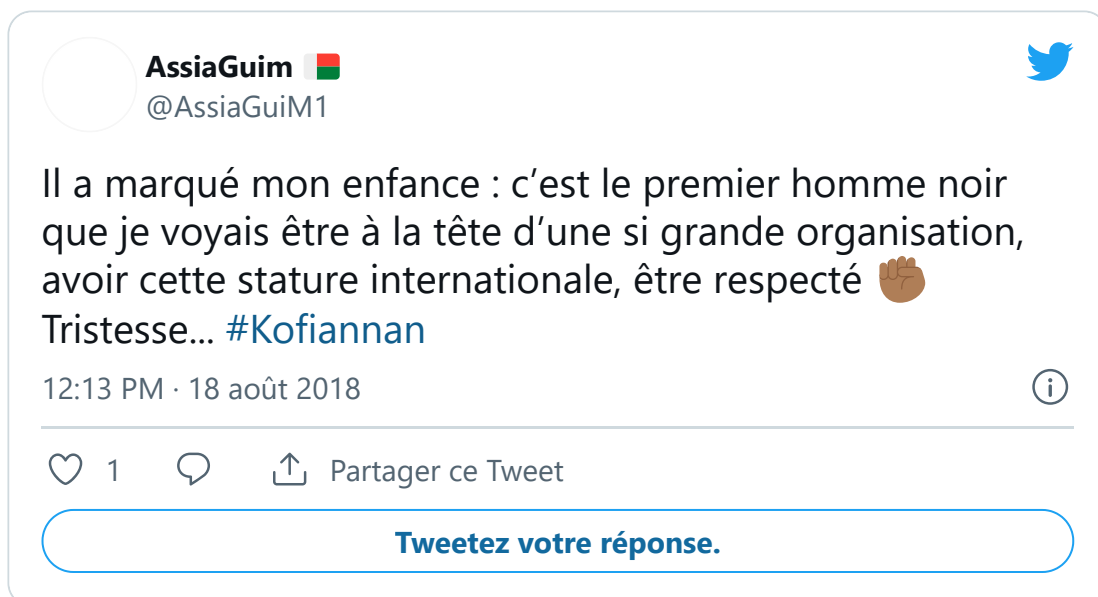 AssiaGuim 🇲🇬
@AssiaGuiM1
Il a marqué mon enfance : c’est le premier homme noir
que je voyais être à la tête d’une si grande organisation,
avoir cette stature internationale, être respecté ✊🏾
Tristesse... #Kofiannan
12:13 PM · 18 août 2018
1 Partager ce Tweet
Tweetez votre réponse.